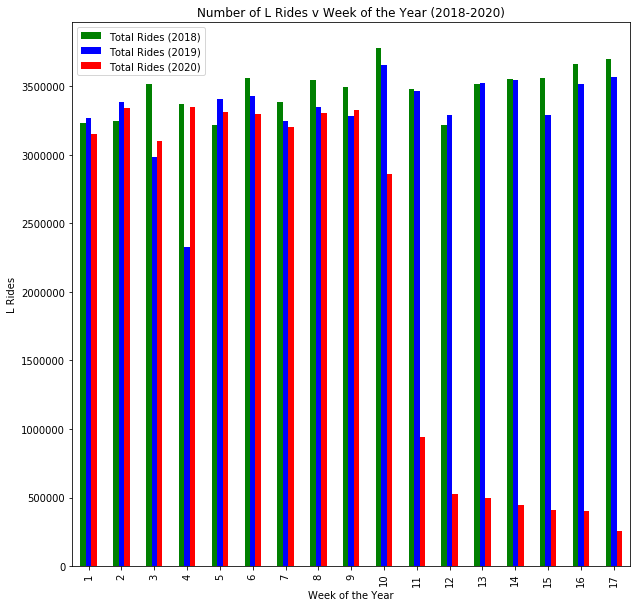 Number of L Rides v Week of the Year (2018-2020)
Total Rides (2018)
Total Rides (2019)
Total Rides (2020)
3500000
3000000
2500000
2000000
1500000
1000000
500000
0
L Rides
1 2 3 4 5 6 7 8 9 10 11 12 13 14 15 16 17
Week of the Year